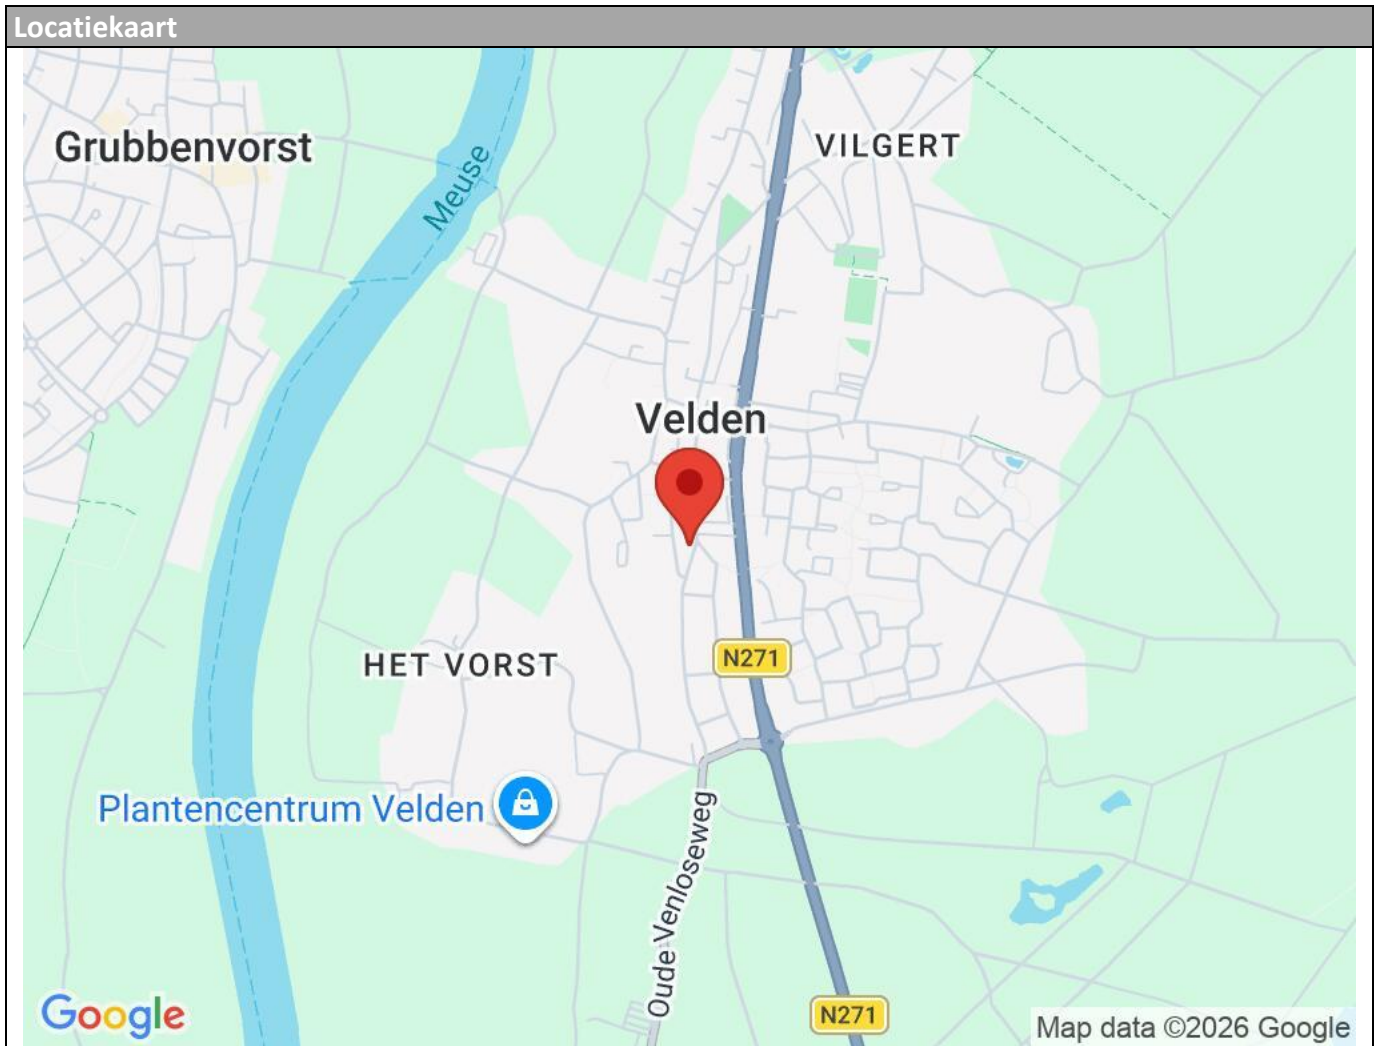 Locatiekaart
Grubbenvorst
VILGERT
Meuse
Velden
N271
HET VORST
Plantencentrum Velden
Oude Venloseweg
N271
Google
Map data ©2026 Google